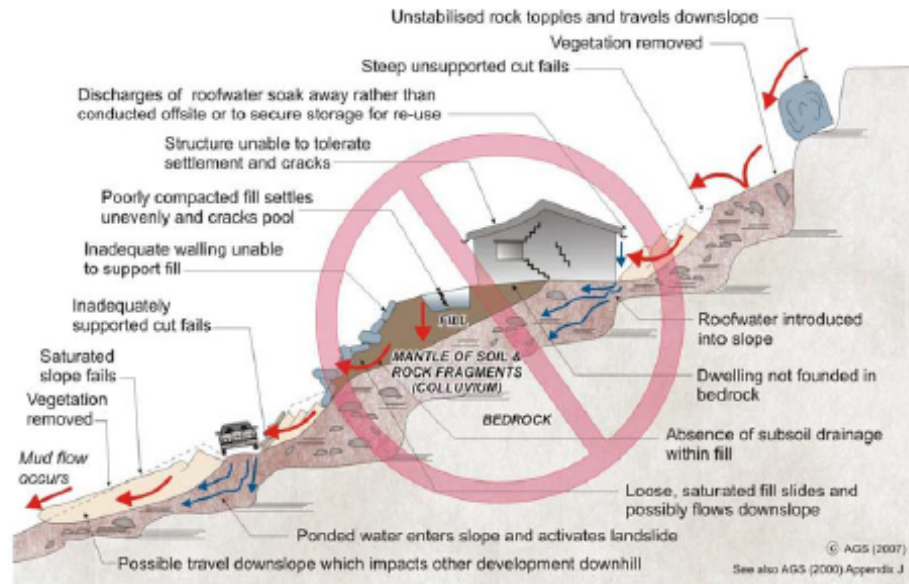 Unstabilised rock topples and travels downslope
Vegetation removed
Steep unsupported cut fails
Discharges of roofwater soak away rather than
conducted offsite or to secure storage for re-use
Structure unable to tolerate
settlement and cracks
Poorly compacted fill settles
unevenly and cracks pool
Inadequate walling unable
to support fill
Inadequately
supported cut fails
Saturated
slope fails
Vegetation
removed
Mud flow
occurs
FILL
MANTLE OF SOIL &
ROCK FRAGMENTS
(COLLUVIUM)
BEDROCK
Roofwater introduced
into slope
Dwelling not founded in
bedrock
Absence of subsoil drainage
within fill
Loose, saturated fill slides and
possibly flows downslope
Ponded water enters slope and activates landslide
Possible travel downslope which impacts other development downhill
© AGS (2007)
See also AGS (2000) Appendix J